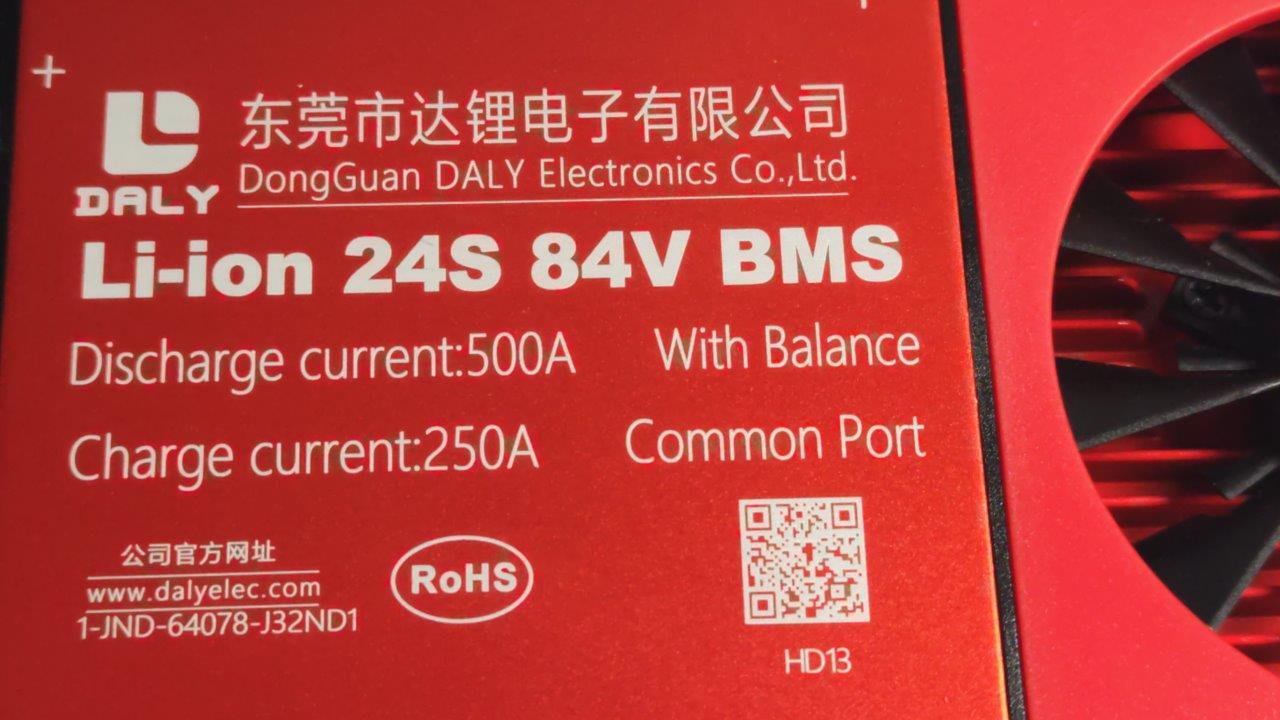 东莞市达锂电子有限公司
DongGuan DALY Electronics Co.,Ltd.
DALY
Li-ion 24S 84V BMS
Discharge current:500A With Balance
Charge current:250A Common Port
公司官方网址
www.dalyelec.com
1-JND-64078-J32ND1
RoHS
HD13